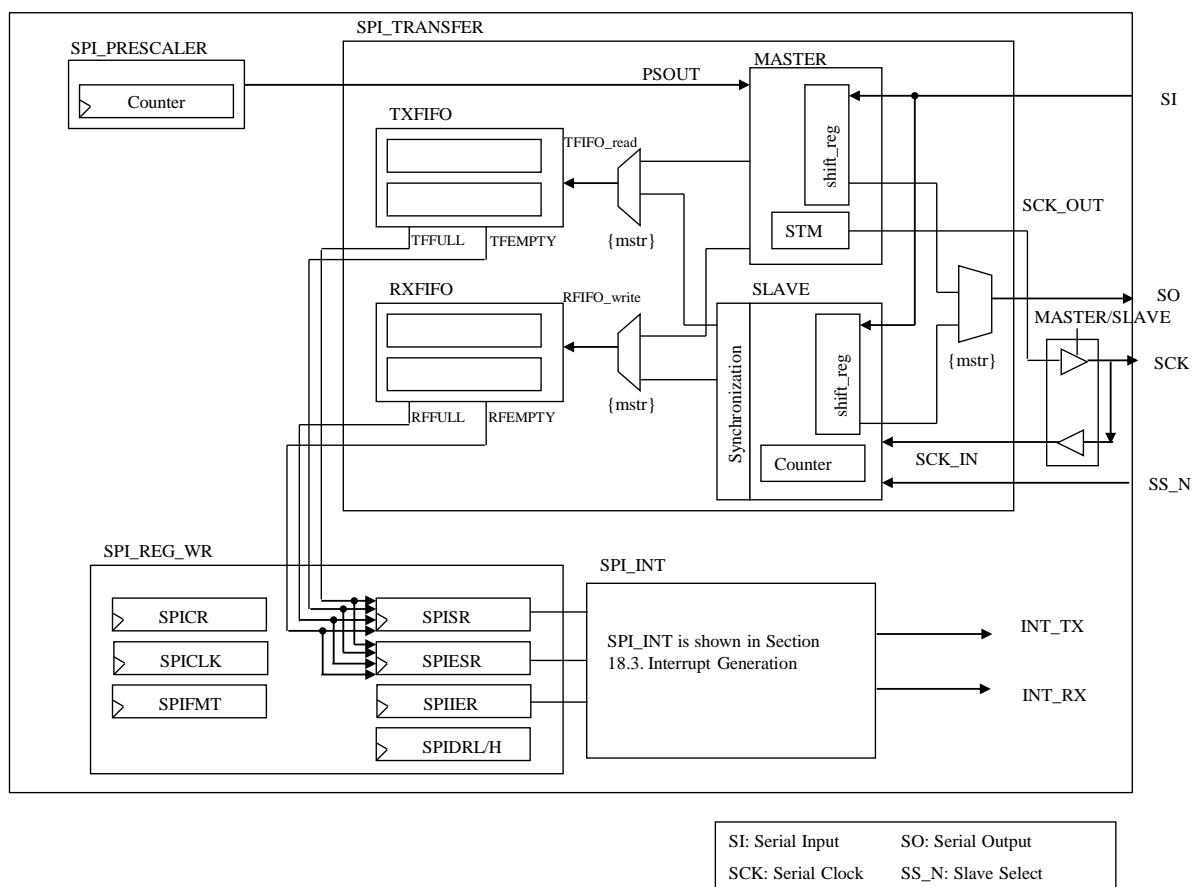 SPI_TRANSFER
SPI_PRESCALER
MASTER
PSOUT
Counter
SI
TXFIFO
TFIFO_read
shift_reg
SCK_OUT
STM
{mstr}
TFFULL
TFEMPTY
RXFIFO
RFIFO_write
SLAVE
SO
MASTER/SLAVE
{mstr}
SCK
{mstr}
shift_reg
Synchronization
RFFULL
RFEMPTY
Counter
SCK_IN
SS_N
SPI_REG_WR
SPI_INT
SPICR
SPISR
SPI_INT is shown in Section
18.3. Interrupt Generation
INT_TX
SPICLK
SPIESR
SPIFMT
SPIIER
INT_RX
SPIDRL/H
SI: Serial Input SO: Serial Output
SCK: Serial Clock SS_N: Slave Select